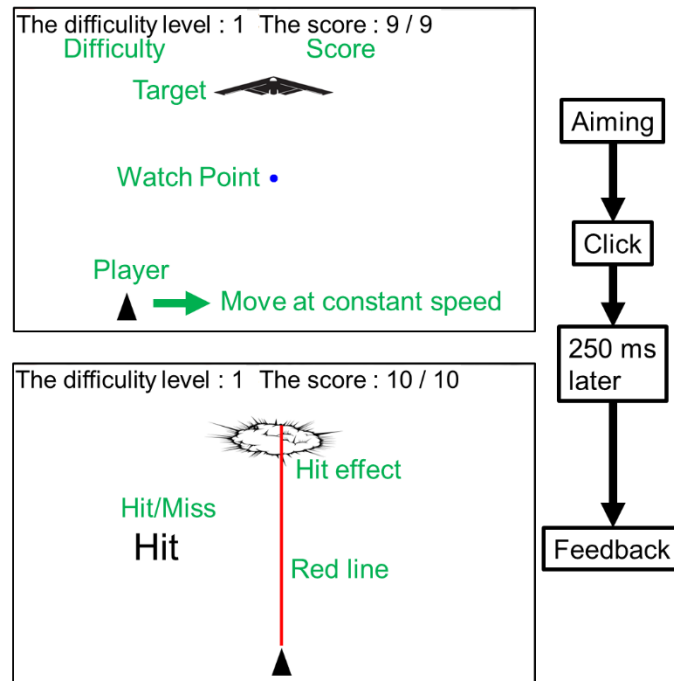 The difficulty level : 1 The score : 9 / 9
Difficulty Score
Target
Watch Point
Player
Move at constant speed
The difficulty level : 1 The score : 10 / 10
Hit effect
Hit/Miss
Hit
Red line
Aiming
Click
250 ms
later
Feedback